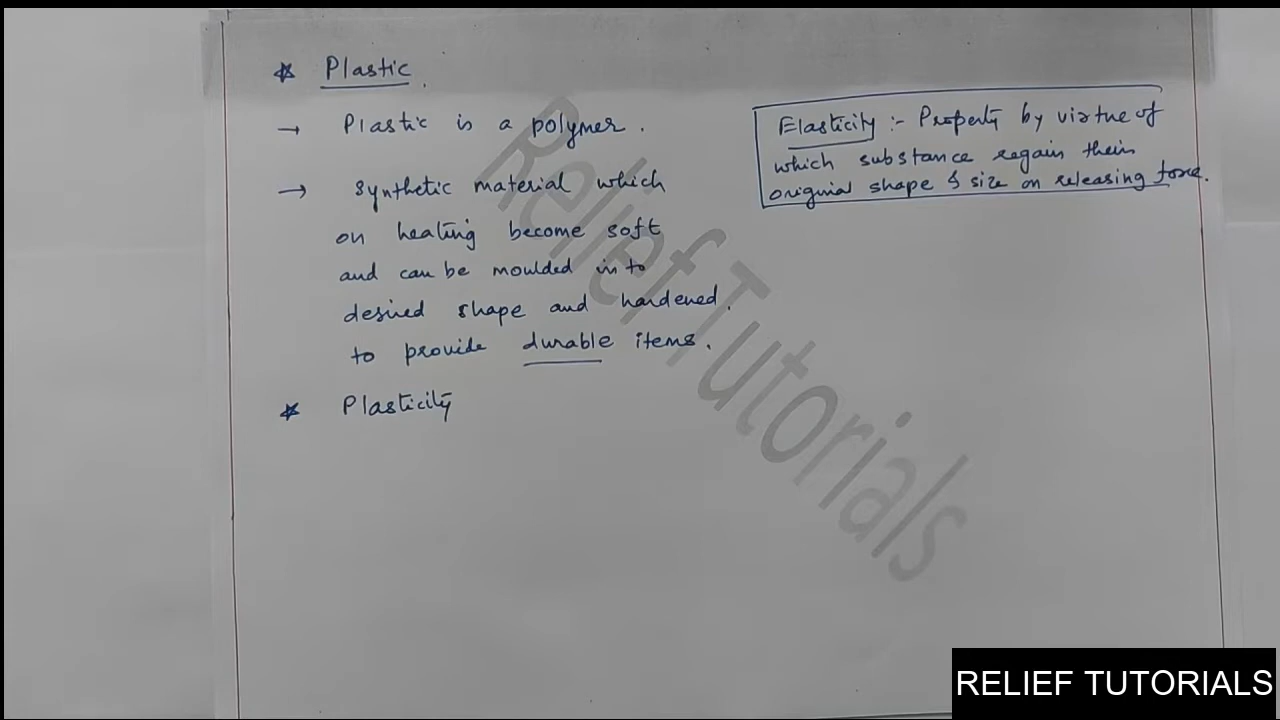 ☆ Plastic.
→ Plastic is a polymer.
→ Synthetic material which
on heating become soft
and can be moulded in to
desired shape and hardened.
to provide durable items.
☆ Plasticity
Elasticity :- Property by virtue of
which substance regain their
original shape & size on releasing force.
Relief Tutorials
RELIEF TUTORIALS